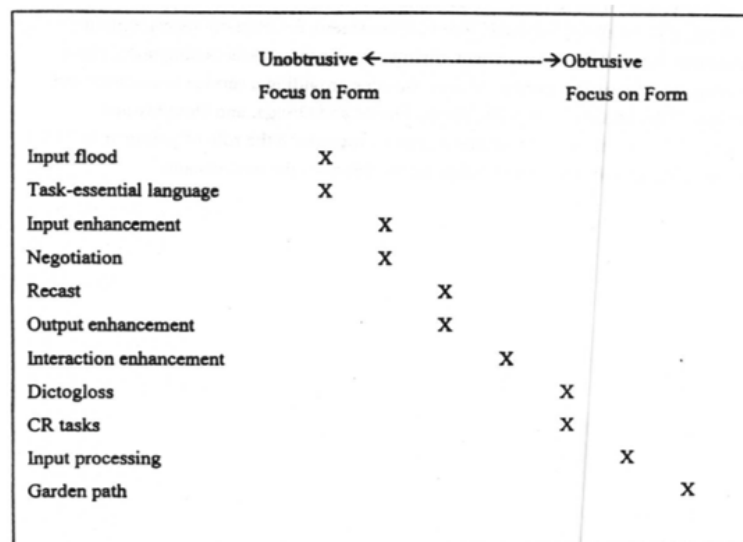 Unobtrusive ←--------------------→Obtrusive
Focus on Form Focus on Form
Input flood X
Task-essential language X
Input enhancement X
Negotiation X
Recast X
Output enhancement X
Interaction enhancement X
Dictogloss X
CR tasks X
Input processing X
Garden path X